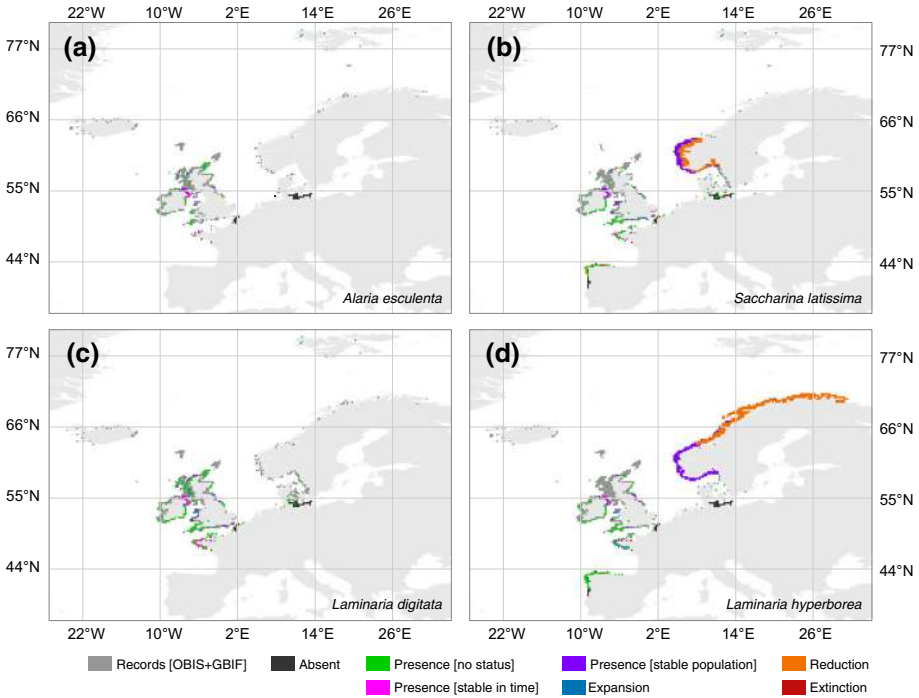 22°W 10°W 2°E 14°E 26°E 22°W 10°W 2°E 14°E 26°E
(a)
(b)
77°N
77°N
66°N
66°N
55°N
55°N
44°N
44°N
Alaria esculenta
Saccharina latissima
(c)
(d)
77°N
77°N
66°N
66°N
55°N
55°N
44°N
44°N
Laminaria digitata
Laminaria hyperborea
22°W 10°W 2°E 14°E 26°E 22°W 10°W 2°E 14°E 26°E
Records [OBIS+GBIF] Absent Presence [no status] Presence [stable population] Reduction
Presence [stable in time] Expansion Extinction